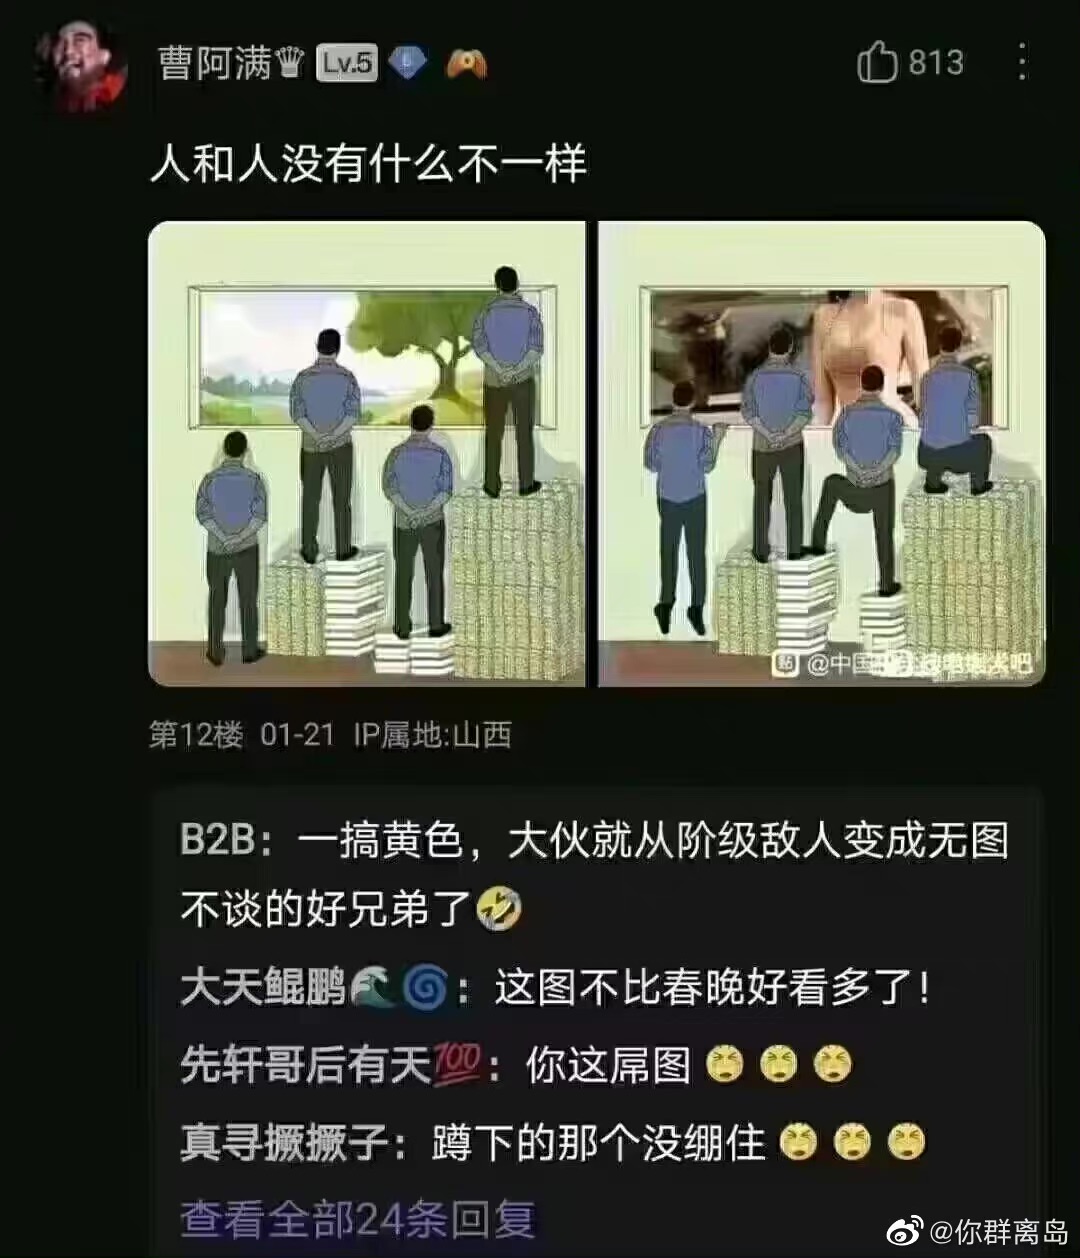 曹阿满 Lv.5 6 813
人和人没有什么不一样
贴 @中国
吧
第12楼 01-21 IP属地:山西
B2B：一搞黄色，大伙就从阶级敌人变成无图
不谈的好兄弟了🤣
大天鲲鹏🌊🌀：这图不比春晚好看多了！
先轩哥后有天💯：你这屌图
真寻撅撅子：蹲下的那个没绷住
查看全部24条回复
@你群离岛